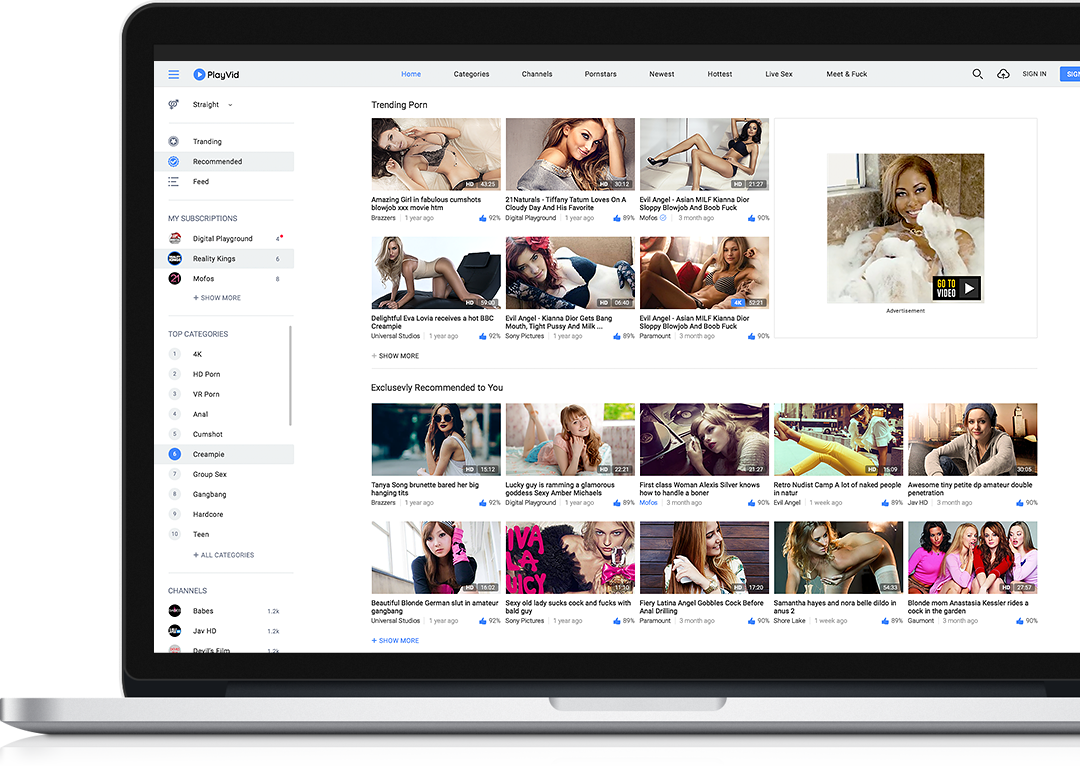 PlayVid
Home Categories Channels Pornstars Newest Hottest Live Sex Meet & Fuck SIGN IN SIGN
Straight
Tranding
Recommended
Feed
MY SUBSCRIPTIONS
Digital Playground 4
Reality Kings 6
21 Mofos 8
+ SHOW MORE
TOP CATEGORIES
1 4K
2 HD Porn
3 VR Porn
4 Anal
5 Cumshot
6 Creampie
7 Group Sex
8 Gangbang
9 Hardcore
10 Teen
+ ALL CATEGORIES
CHANNELS
Babes 1.2k
JAV Jav HD 1.2k
Devil's Film 1.2k
Trending Porn
HD 43:25
Amazing Girl in fabulous cumshots
blowjob xxx movie htm
Brazzers 1 year ago 92%
HD 30:12
21Naturals - Tiffany Tatum Loves On A
Cloudy Day And His Favorite
Digital Playground 1 year ago 89%
HD 21:27
Evil Angel - Asian MILF Kianna Dior
Sloppy Blowjob And Boob Fuck
Mofos 3 month ago 90%
HD 59:00
Delightful Eva Lovia receives a hot BBC
Creampie
Universal Studios 1 year ago 92%
HD 06:40
Evil Angel - Kianna Dior Gets Bang
Mouth, Tight Pussy And Milk ...
Sony Pictures 1 year ago 89%
4K 52:21
Evil Angel - Asian MILF Kianna Dior
Sloppy Blowjob And Boob Fuck
Paramount 3 month ago 90%
+ SHOW MORE
GO TO
VIDEO
Advertisement
Exclusevly Recommended to You
HD 15:12
Tanya Song brunette bared her big
hanging tits
Brazzers 1 year ago 92%
HD 22:21
Lucky guy is ramming a glamorous
goddess Sexy Amber Michaels
Digital Playground 1 year ago 89%
21:27
First class Woman Alexis Silver knows
how to handle a boner
Mofos 3 month ago 90%
HD 15:09
Retro Nudist Camp A lot of naked people
in natur
Evil Angel 1 week ago 89%
30:05
Awesome tiny petite dp amateur double
penetration
Jav HD 3 month ago 90%
HD 16:02
Beautiful Blonde German slut in amateur
gangbang
Universal Studios 1 year ago 92%
VIVA
LA
JUICY
11:10
Sexy old lady sucks cock and fucks with
bald guy
Sony Pictures 1 year ago 89%
HD 17:20
Fiery Latina Angel Gobbles Cock Before
Anal Drilling
Paramount 3 month ago 90%
54:33
Samantha hayes and nora belle dildo in
anus 2
Shore Lake 1 week ago 89%
HD 27:57
Blonde mom Anastasia Kessler rides a
cock in the garden
Gaumont 3 month ago 90%
+ SHOW MORE